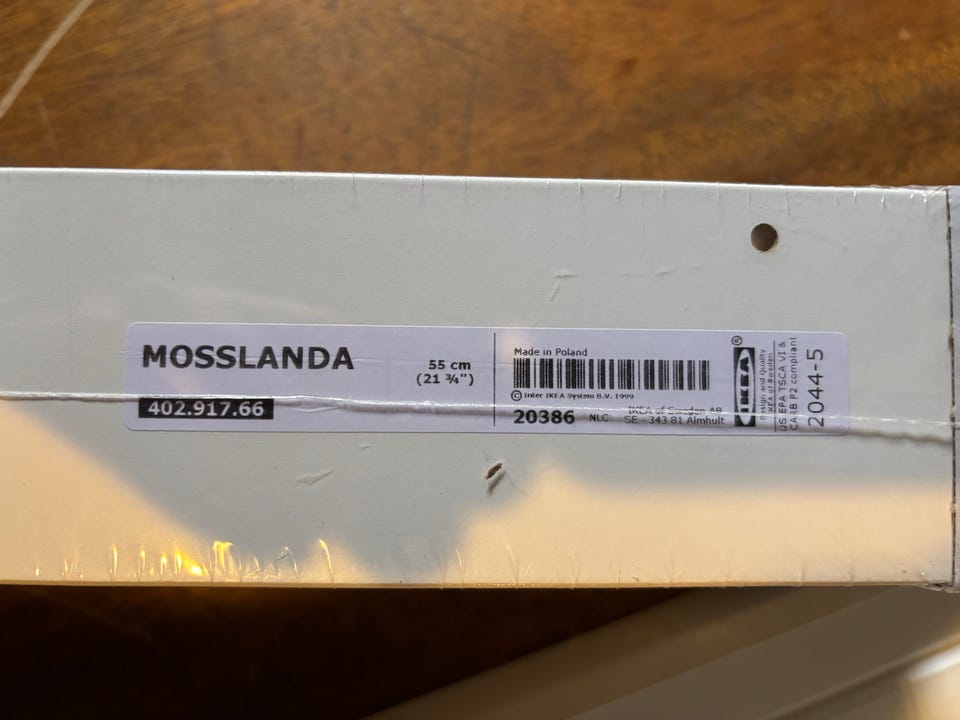 MOSSLANDA
402.917.66
55 cm
(21 ¾")
Made in Poland
© Inter IKEA System B.V. 1999
20386 NLC
IKEA of Sweden AB
SE - 343 81 Älmhult
IKEA®
Design and Quality
IKEA of Sweden
US EPA TSCA VI &
CARB P2 compliant
2044-5